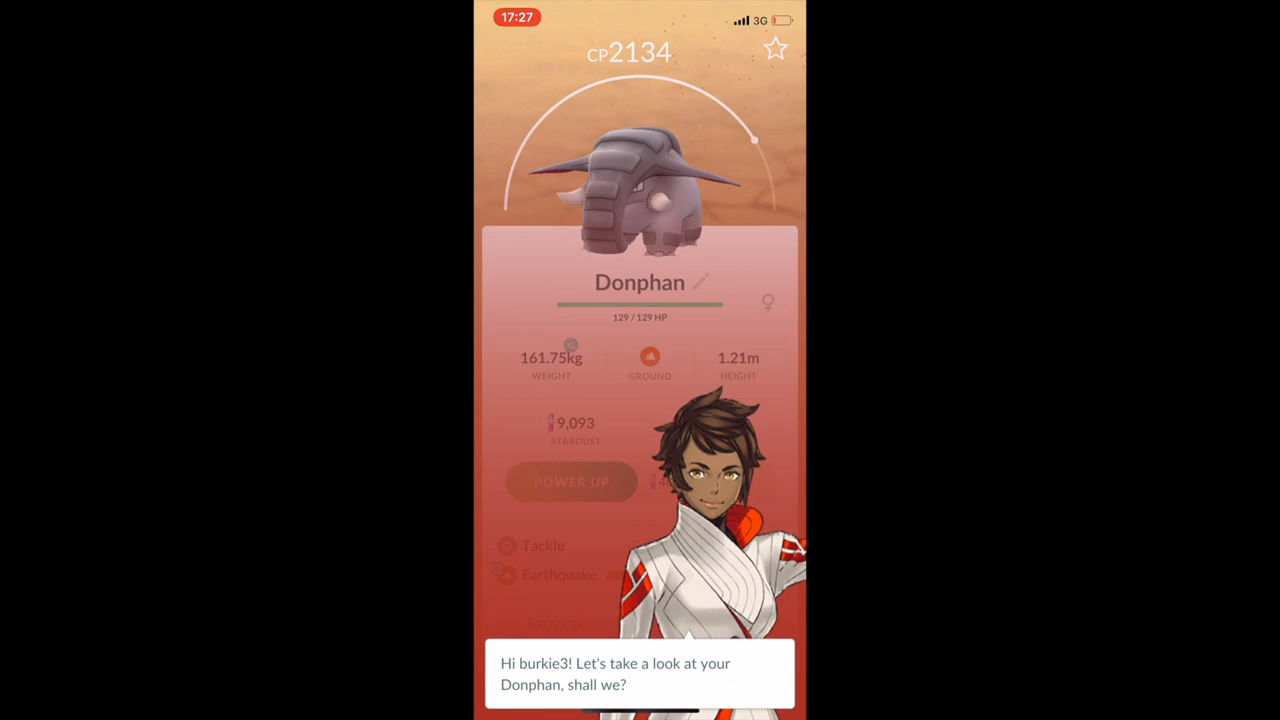 17:27
3G
CP2134
Donphan
129 / 129 HP
XL
161.75kg
1.21m
WEIGHT
GROUND
HEIGHT
9,093
STARDUST
POWER UP
Tackle
Earthquake
Hi burkie3! Let's take a look at your
Donphan, shall we?